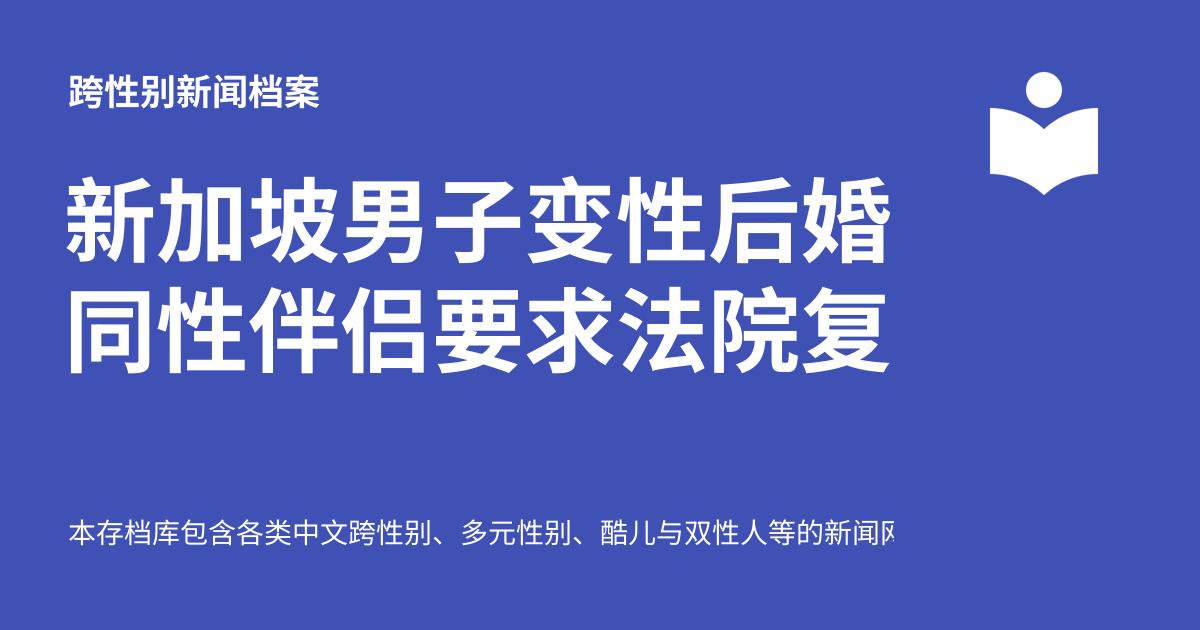 跨性别新闻档案
新加坡男子变性后婚
同性伴侣要求法院复
本存档库包含各类中文跨性别、多元性别、酷儿与双性人等的新闻